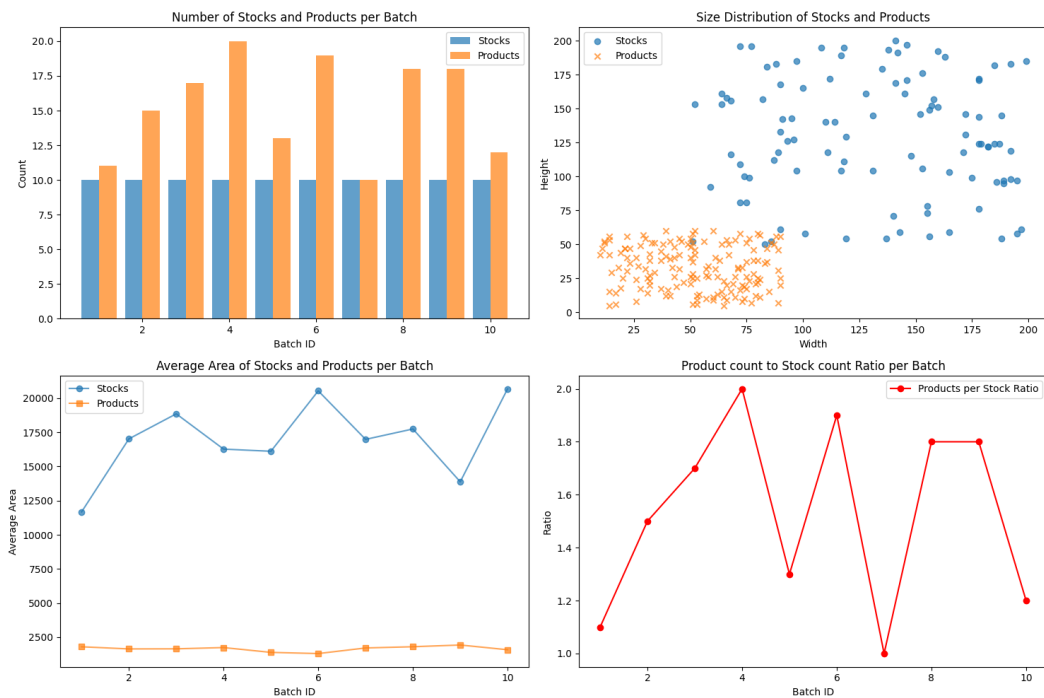 Number of Stocks and Products per Batch
20.0
17.5
15.0
12.5
10.0
7.5
5.0
2.5
0.0
Count
Stocks
Products
2 4 6 8 10
Batch ID
Size Distribution of Stocks and Products
200
175
150
125
100
75
50
25
0
Height
Stocks
Products
25 50 75 100 125 150 175 200
Width
Average Area of Stocks and Products per Batch
20000
17500
15000
12500
10000
7500
5000
2500
Average Area
Stocks
Products
2 4 6 8 10
Batch ID
Product count to Stock count Ratio per Batch
2.0
1.8
1.6
1.4
1.2
1.0
Ratio
Products per Stock Ratio
2 4 6 8 10
Batch ID